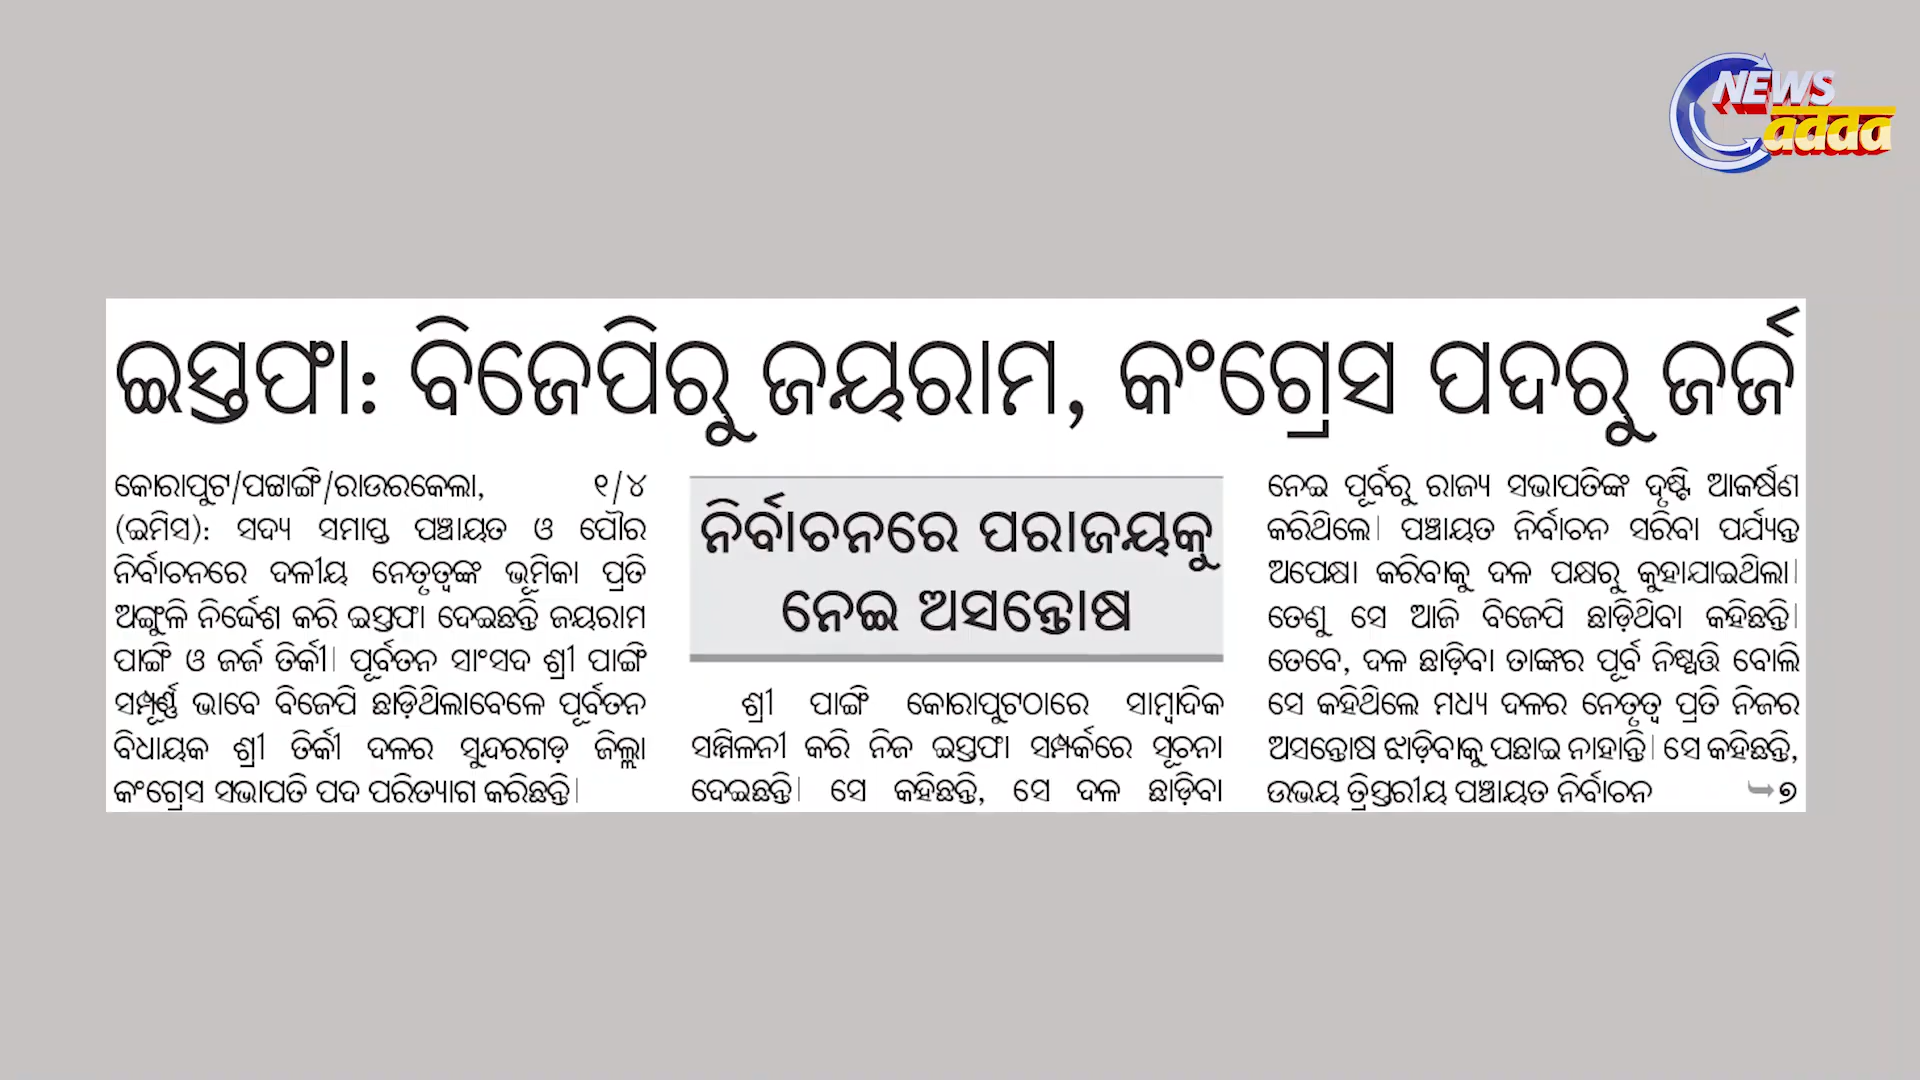 NEWS
adda
ଇସ୍ତଫା: ବିଜେପିରୁ ଜୟରାମ, କଂଗ୍ରେସ ପଦରୁ ଜର୍ଜ
କୋରାପୁଟ/ପଟ୍ଟାଙ୍ଗି/ରାଉରକେଲା, ୧/୪
(ଇମିସ): ସଦ୍ୟ ସମାପ୍ତ ପଞ୍ଚାୟତ ଓ ପୌର
ନିର୍ବାଚନରେ ଦଳୀୟ ନେତୃତ୍ୱଙ୍କ ଭୂମିକା ପ୍ରତି
ଅଙ୍ଗୁଳି ନିର୍ଦ୍ଦେଶ କରି ଇସ୍ତଫା ଦେଇଛନ୍ତି ଜୟରାମ
ପାଙ୍ଗି ଓ ଜର୍ଜ ତିର୍କୀ। ପୂର୍ବତନ ସାଂସଦ ଶ୍ରୀ ପାଙ୍ଗି
ସମ୍ପୂର୍ଣ୍ଣ ଭାବେ ବିଜେପି ଛାଡ଼ିଥିଲାବେଳେ ପୂର୍ବତନ
ବିଧାୟକ ଶ୍ରୀ ତିର୍କୀ ଦଳର ସୁନ୍ଦରଗଡ଼ ଜିଲ୍ଲା
କଂଗ୍ରେସ ସଭାପତି ପଦ ପରିତ୍ୟାଗ କରିଛନ୍ତି।
ନିର୍ବାଚନରେ ପରାଜୟକୁ
ନେଇ ଅସନ୍ତୋଷ
ଶ୍ରୀ ପାଙ୍ଗି କୋରାପୁଟଠାରେ ସାମ୍ବାଦିକ
ସମ୍ମିଳନୀ କରି ନିଜ ଇସ୍ତଫା ସମ୍ପର୍କରେ ସୂଚନା
ଦେଇଛନ୍ତି। ସେ କହିଛନ୍ତି, ସେ ଦଳ ଛାଡ଼ିବା
ନେଇ ପୂର୍ବରୁ ରାଜ୍ୟ ସଭାପତିଙ୍କ ଦୃଷ୍ଟି ଆକର୍ଷଣ
କରିଥିଲେ। ପଞ୍ଚାୟତ ନିର୍ବାଚନ ସରିବା ପର୍ଯ୍ୟନ୍ତ
ଅପେକ୍ଷା କରିବାକୁ ଦଳ ପକ୍ଷରୁ କୁହାଯାଇଥିଲା।
ତେଣୁ ସେ ଆଜି ବିଜେପି ଛାଡ଼ିଥିବା କହିଛନ୍ତି।
ତେବେ, ଦଳ ଛାଡ଼ିବା ତାଙ୍କର ପୂର୍ବ ନିଷ୍ପତ୍ତି ବୋଲି
ସେ କହିଥିଲେ ମଧ୍ୟ ଦଳର ନେତୃତ୍ୱ ପ୍ରତି ନିଜର
ଅସନ୍ତୋଷ ଝାଡ଼ିବାକୁ ପଛାଇ ନାହାନ୍ତି। ସେ କହିଛନ୍ତି,
ଉଭୟ ତ୍ରିସ୍ତରୀୟ ପଞ୍ଚାୟତ ନିର୍ବାଚନ ୭